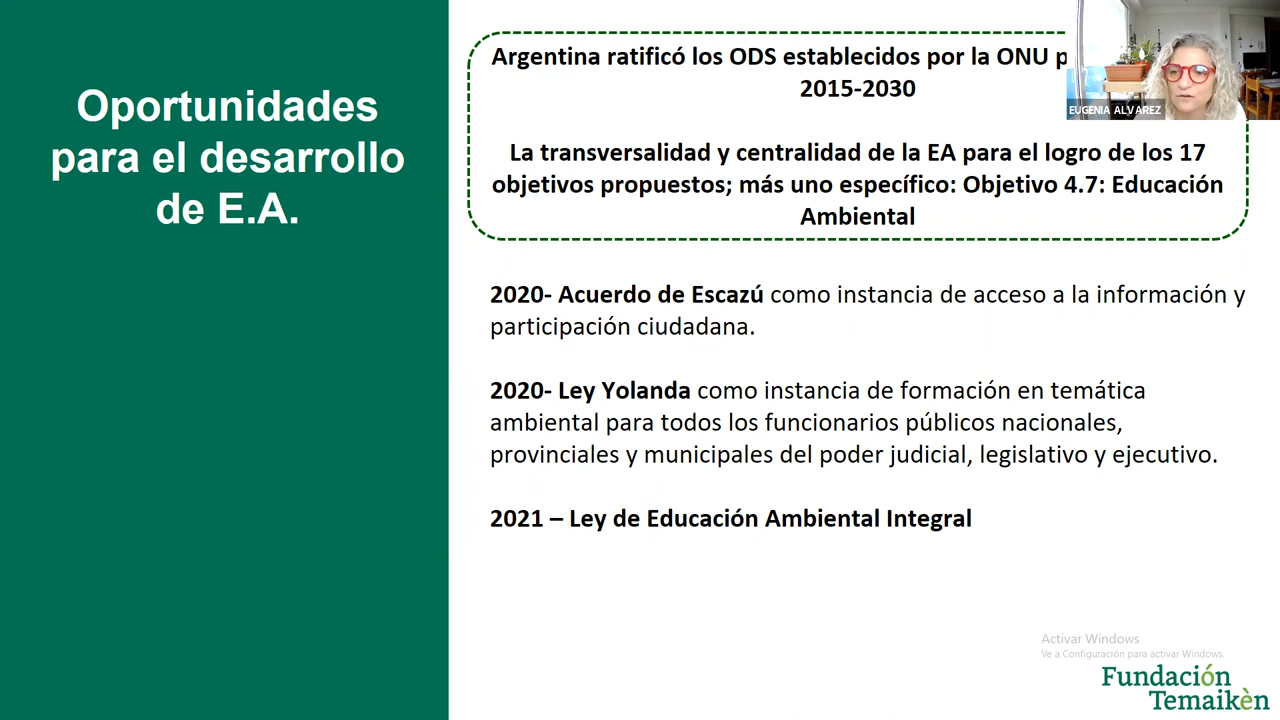 Oportunidades
para el desarrollo
de E.A.
Argentina ratificó los ODS establecidos por la ONU p
2015-2030
La transversalidad y centralidad de la EA para el logro de los 17
objetivos propuestos; más uno específico: Objetivo 4.7: Educación
Ambiental
EUGENIA ALVAREZ
2020- Acuerdo de Escazú como instancia de acceso a la información y
participación ciudadana.
2020- Ley Yolanda como instancia de formación en temática
ambiental para todos los funcionarios públicos nacionales,
provinciales y municipales del poder judicial, legislativo y ejecutivo.
2021 – Ley de Educación Ambiental Integral
Activar Windows
Ve a Configuración para activar Windows.
Fundación
Temaikèn